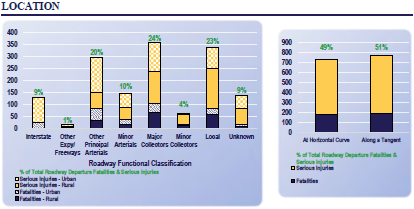 LOCATION
400
350
300
250
200
150
100
50
0
9%
1%
20%
10%
24%
4%
23%
9%
Interstate
Other Expy/ Freeways
Other Principal Arterials
Minor Arterials
Major Collectors
Minor Collectors
Local
Unknown
Roadway Functional Classification
% of Total Roadway Departure Fatalities & Serious Injuries
Serious Injuries - Urban
Serious Injuries - Rural
Fatalities - Urban
Fatalities - Rural
900
800
700
600
500
400
300
200
100
0
49%
51%
At Horizontal Curve
Along a Tangent
% of Total Roadway Departure Fatalities &
Serious Injuries
Serious Injuries
Fatalities